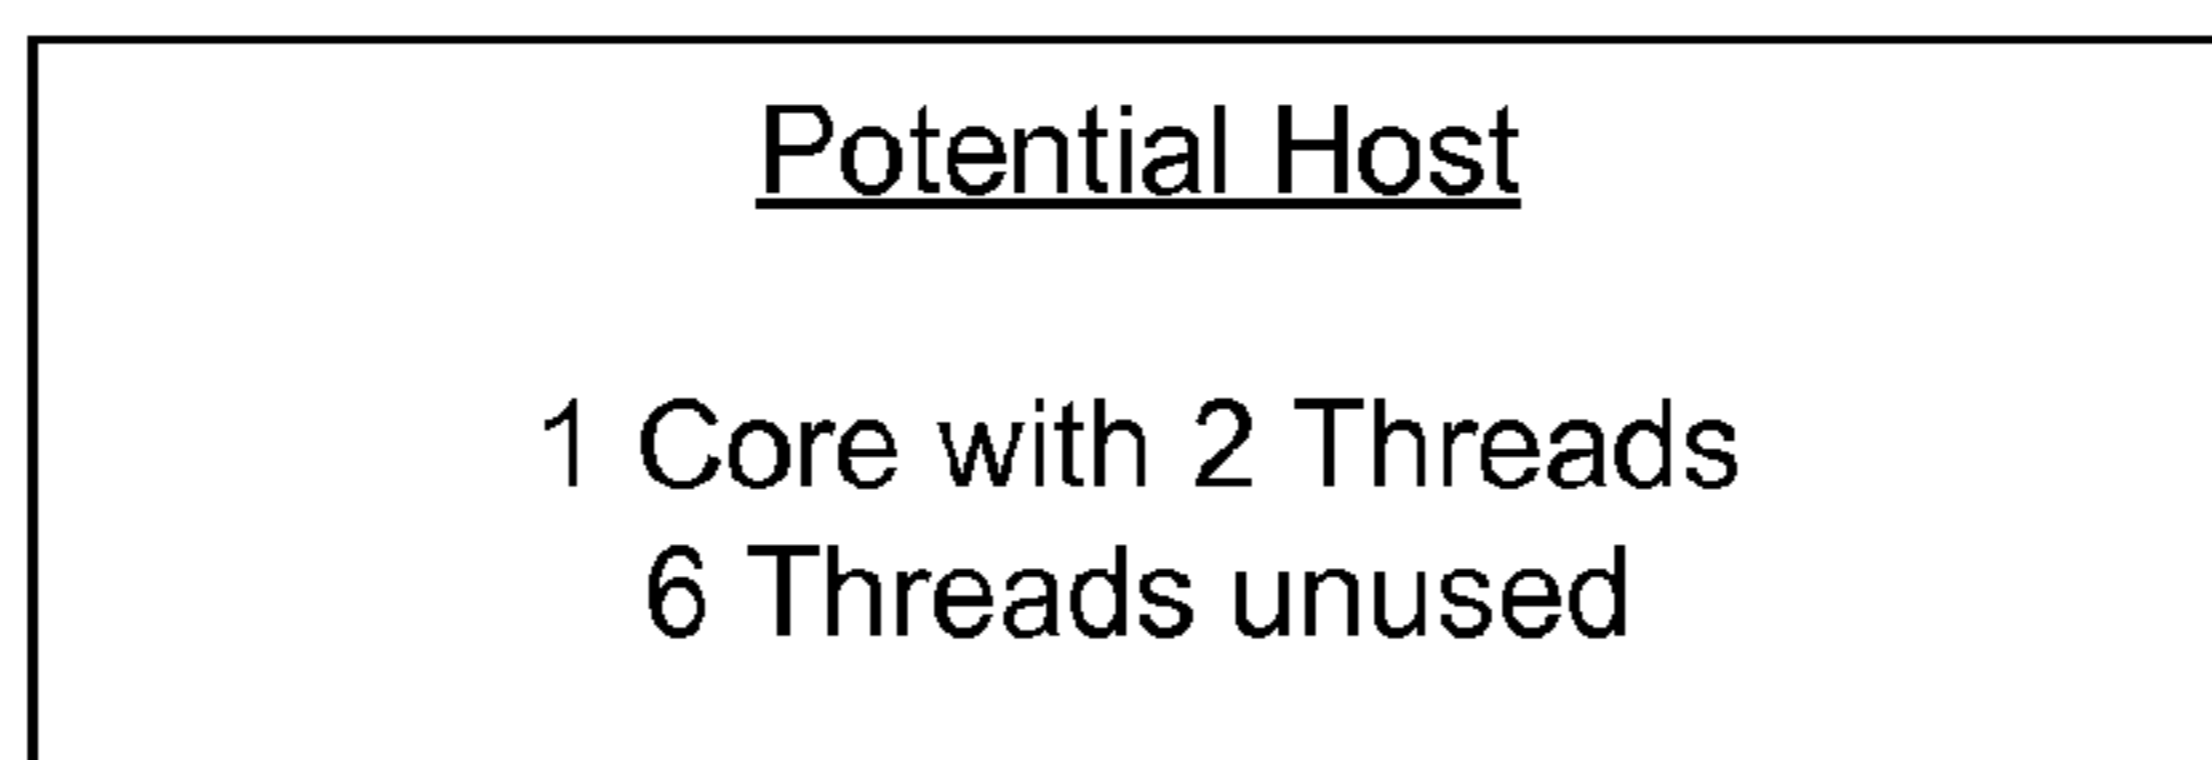 Potential Host
1 Core with 2 Threads
6 Threads unused